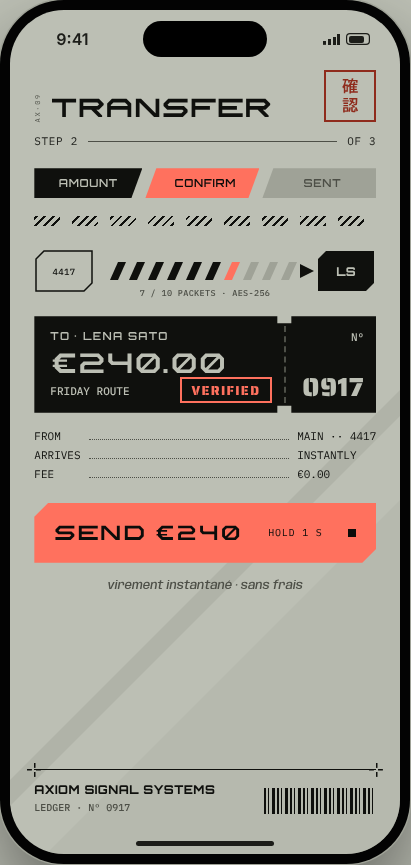 9:41
AX-09
TRANSFER
確認
STEP 2
OF 3
AMOUNT
CONFIRM
SENT
4417
LS
7 / 10 PACKETS · AES-256
TO · LENA SATO
€240.00
FRIDAY ROUTE
VERIFIED
Nº
0917
FROM MAIN ·· 4417
ARRIVES INSTANTLY
FEE €0.00
SEND €240
HOLD 1 S
virement instantané · sans frais
AXIOM SIGNAL SYSTEMS
LEDGER · Nº 0917